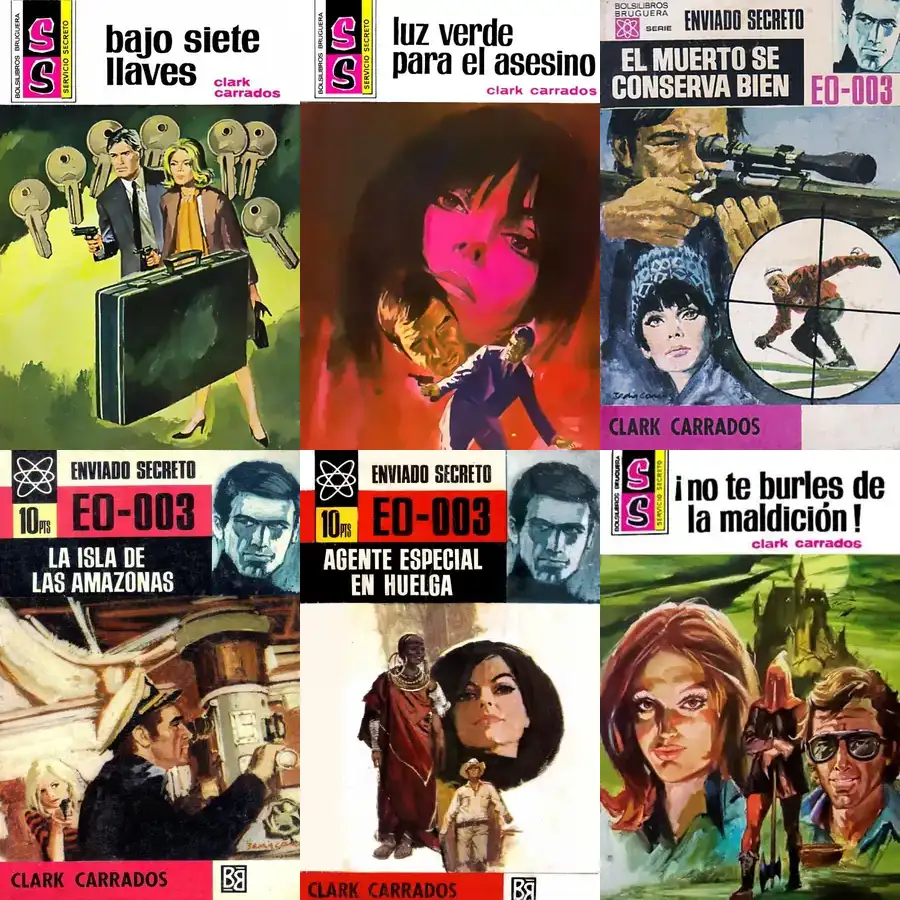 BOLSILIBROS BRUGUERA
SS
SERVICIO SECRETO
bajo siete
llaves
clark
carrados
BOLSILIBROS BRUGUERA
SS
SERVICIO SECRETO
luz verde
para el asesino
clark carrados
BOLSILIBROS
BRUGUERA
SERIE
ENVIADO SECRETO
EL MUERTO SE
CONSERVA BIEN
EO-003
CLARK CARRADOS
ENVIADO SECRETO
10 PTS
EO-003
LA ISLA DE
LAS AMAZONAS
CLARK CARRADOS
BB
ENVIADO SECRETO
10 PTS
EO-003
AGENTE ESPECIAL
EN HUELGA
CLARK CARRADOS
BB
BOLSILIBROS BRUGUERA
SS
SERVICIO SECRETO
¡no te burles de
la maldición!
clark carrados